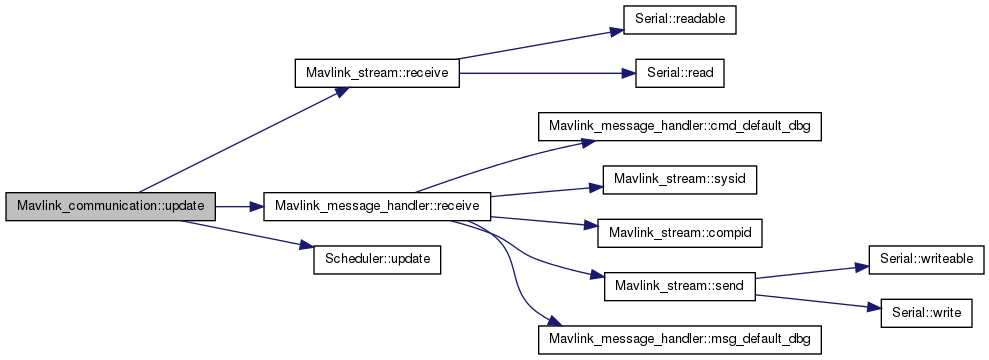 Serial::readable
Mavlink_stream::receive
Serial::read
Mavlink_message_handler::cmd_default_dbg
Mavlink_stream::sysid
Mavlink_communication::update
Mavlink_message_handler::receive
Mavlink_stream::compid
Scheduler::update
Serial::writeable
Mavlink_stream::send
Serial::write
Mavlink_message_handler::msg_default_dbg